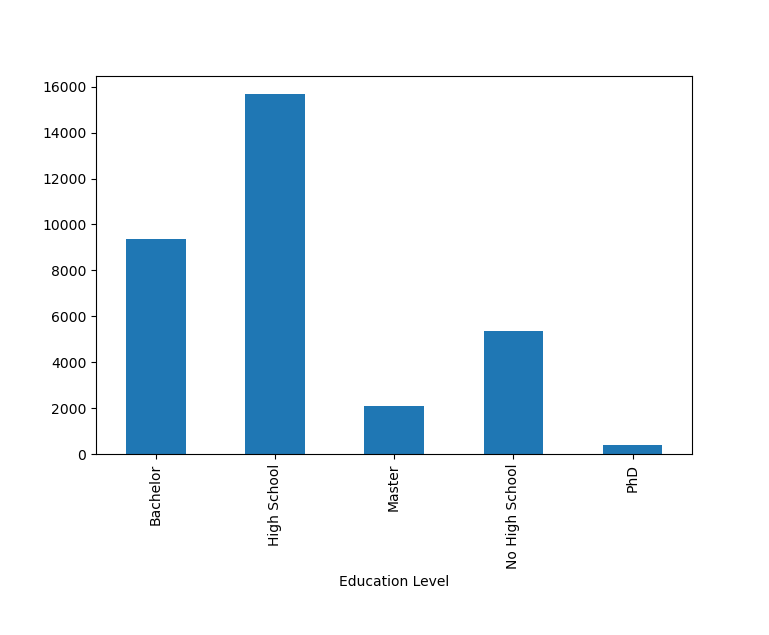 16000
14000
12000
10000
8000
6000
4000
2000
0
Bachelor
High School
Master
No High School
PhD
Education Level